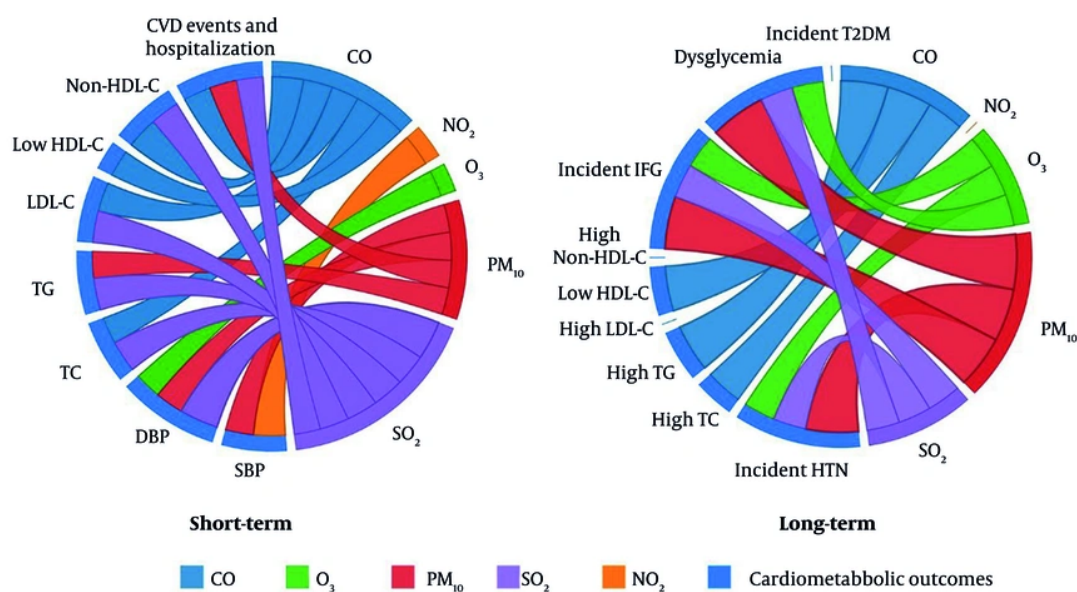 CVD events and
hospitalization
CO
Non-HDL-C
NO₂
Low HDL-C
O₃
LDL-C
PM₁₀
TG
TC
SO₂
DBP
SBP
Short-term
Incident T2DM
Dysglycemia
CO
NO₂
O₃
Incident IFG
High
Non-HDL-C
Low HDL-C
High LDL-C
PM₁₀
High TG
High TC
SO₂
Incident HTN
Long-term
CO
O₃
PM₁₀
SO₂
NO₂
Cardiometabbolic outcomes